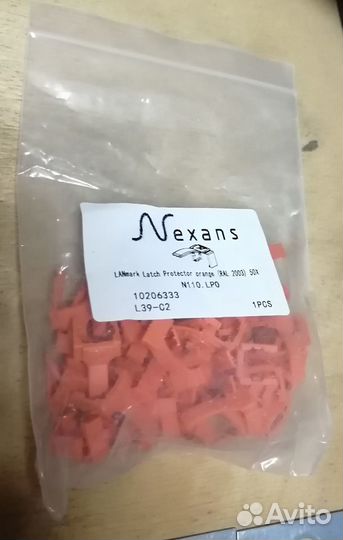 Nexans
LANmark Latch Protector orange (RAL 2003) 50X
N110.LPO
10206333
L39-C2 1PCS
Avito